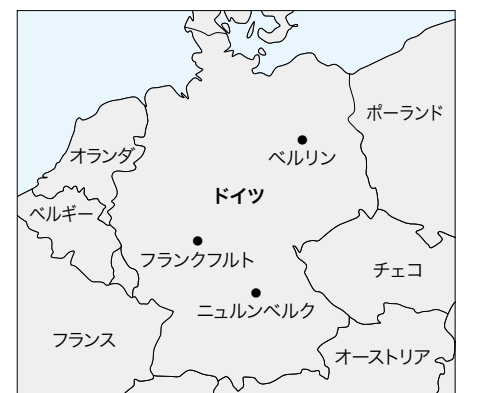 ポーランド
オランダ
ベルリン
ドイツ
ベルギー
フランクフルト
チェコ
ニュルンベルク
フランス
オーストリア